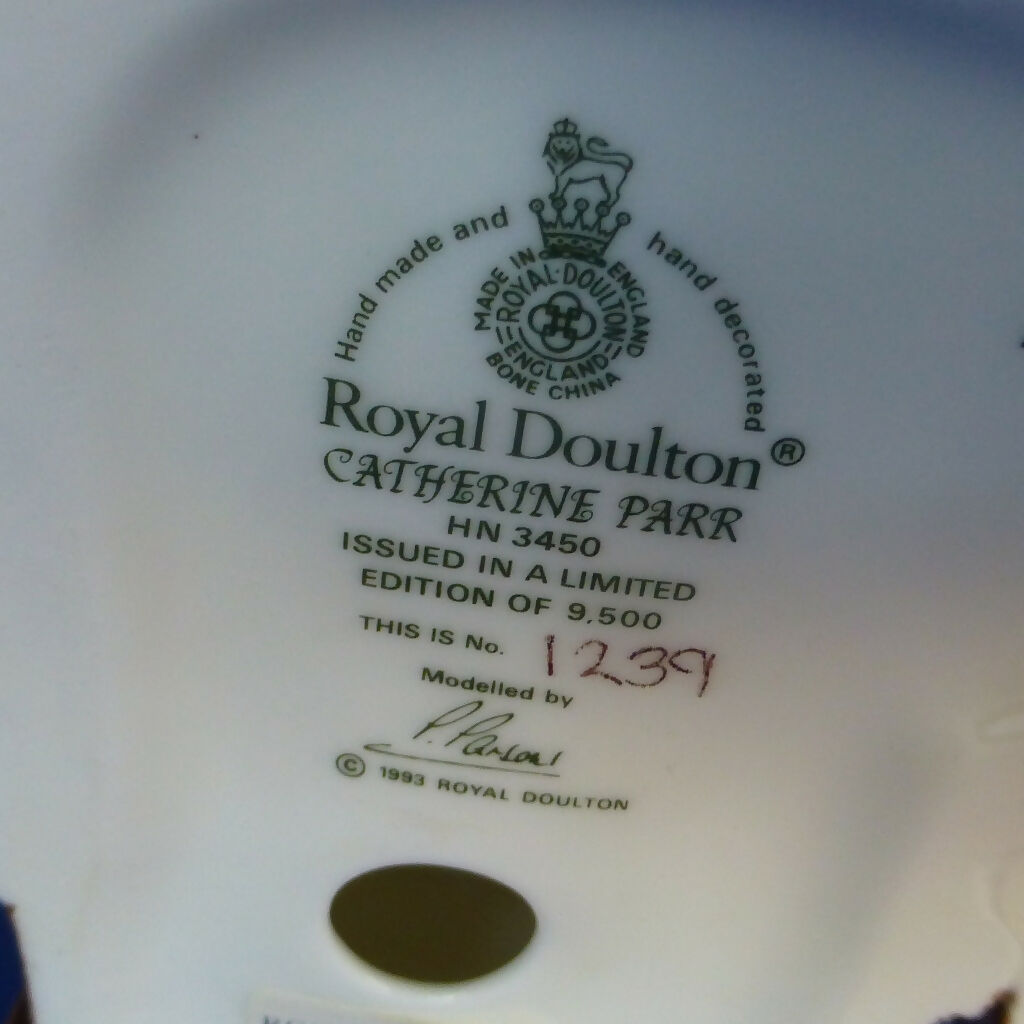 Hand made and hand decorated
MADE IN ENGLAND
ROYAL·DOULTON
ENGLAND
BONE CHINA
Royal Doulton®
CATHERINE PARR
HN 3450
ISSUED IN A LIMITED
EDITION OF 9,500
THIS IS No. 1239
Modelled by
P. Parsons
© 1993 ROYAL DOULTON